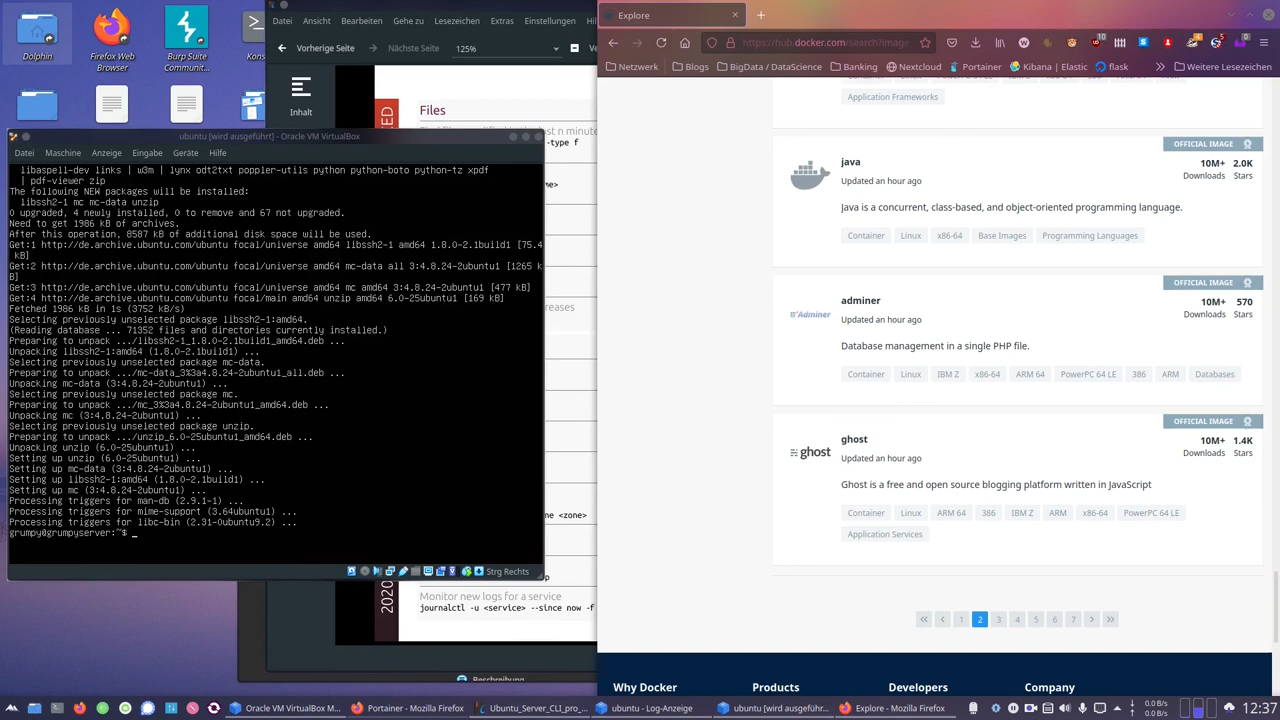 Dolphin
Firefox Web
Browser
Burp Suite
Communit...
Kons
Datei Ansicht Bearbeiten Gehe zu Lesezeichen Extras Einstellungen
Vorherige Seite Nächste Seite 125%
Inhalt
Files
n minute
-type f
eases
ne <zone>
Monitor new logs for a service
journalctl -u <service> --since now -f
2020
Beschreibung
ubuntu [wird ausgeführt] - Oracle VM VirtualBox
Datei Maschine Anzeige Eingabe Geräte Hilfe
libaspell-dev links | w3m | lynx odt2txt poppler-utils python python-boto python-tz xpdf
| pdf-viewer zip
The following NEW packages will be installed:
libssh2-1 mc mc-data unzip
0 upgraded, 4 newly installed, 0 to remove and 67 not upgraded.
Need to get 1986 kB of archives.
After this operation, 8587 kB of additional disk space will be used.
Get:1 http://de.archive.ubuntu.com/ubuntu focal/universe amd64 libssh2-1 amd64 1.8.0-2.1build1 [75.4
kB]
Get:2 http://de.archive.ubuntu.com/ubuntu focal/universe amd64 mc-data all 3:4.8.24-2ubuntu1 [1265 k
B]
Get:3 http://de.archive.ubuntu.com/ubuntu focal/universe amd64 mc amd64 3:4.8.24-2ubuntu1 [477 kB]
Get:4 http://de.archive.ubuntu.com/ubuntu focal/main amd64 unzip amd64 6.0-25ubuntu1 [169 kB]
Fetched 1986 kB in 1s (3752 kB/s)
Selecting previously unselected package libssh2-1:amd64.
(Reading database ... 71352 files and directories currently installed.)
Preparing to unpack .../libssh2-1_1.8.0-2.1build1_amd64.deb ...
Unpacking libssh2-1:amd64 (1.8.0-2.1build1) ...
Selecting previously unselected package mc-data.
Preparing to unpack .../mc-data_3%3a4.8.24-2ubuntu1_all.deb ...
Unpacking mc-data (3:4.8.24-2ubuntu1) ...
Selecting previously unselected package mc.
Preparing to unpack .../mc_3%3a4.8.24-2ubuntu1_amd64.deb ...
Unpacking mc (3:4.8.24-2ubuntu1) ...
Selecting previously unselected package unzip.
Preparing to unpack .../unzip_6.0-25ubuntu1_amd64.deb ...
Unpacking unzip (6.0-25ubuntu1) ...
Setting up unzip (6.0-25ubuntu1) ...
Setting up mc-data (3:4.8.24-2ubuntu1) ...
Setting up libssh2-1:amd64 (1.8.0-2.1build1) ...
Setting up mc (3:4.8.24-2ubuntu1) ...
Processing triggers for man-db (2.9.1-1) ...
Processing triggers for mime-support (3.64ubuntu1) ...
Processing triggers for libc-bin (2.31-0ubuntu9.2) ...
grumpy@grumpyserver:~$ _
Strg Rechts
Explore
https://hub.docker.com/search?image
Netzwerk Blogs BigData / DataScience Banking Nextcloud Portainer Kibana | Elastic flask Weitere Lesezeichen
Application Frameworks
OFFICIAL IMAGE
java 10M+ 2.0K
Updated an hour ago Downloads Stars
Java is a concurrent, class-based, and object-oriented programming language.
Container Linux x86-64 Base Images Programming Languages
OFFICIAL IMAGE
adminer 10M+ 570
Adminer
Updated an hour ago Downloads Stars
Database management in a single PHP file.
Container Linux IBM Z x86-64 ARM 64 PowerPC 64 LE 386 ARM Databases
OFFICIAL IMAGE
ghost 10M+ 1.4K
ghost
Updated an hour ago Downloads Stars
Ghost is a free and open source blogging platform written in JavaScript
Container Linux ARM 64 386 IBM Z ARM x86-64 PowerPC 64 LE
Application Services
« ‹ 1 2 3 4 5 6 7 › »
Why Docker Products Developers Company
Oracle VM VirtualBox M... Portainer - Mozilla Firefox Ubuntu_Server_CLI_pro_... ubuntu - Log-Anzeige ubuntu [wird ausgeführ... Explore - Mozilla Firefox
0.0 B/s
0.0 B/s
12:37